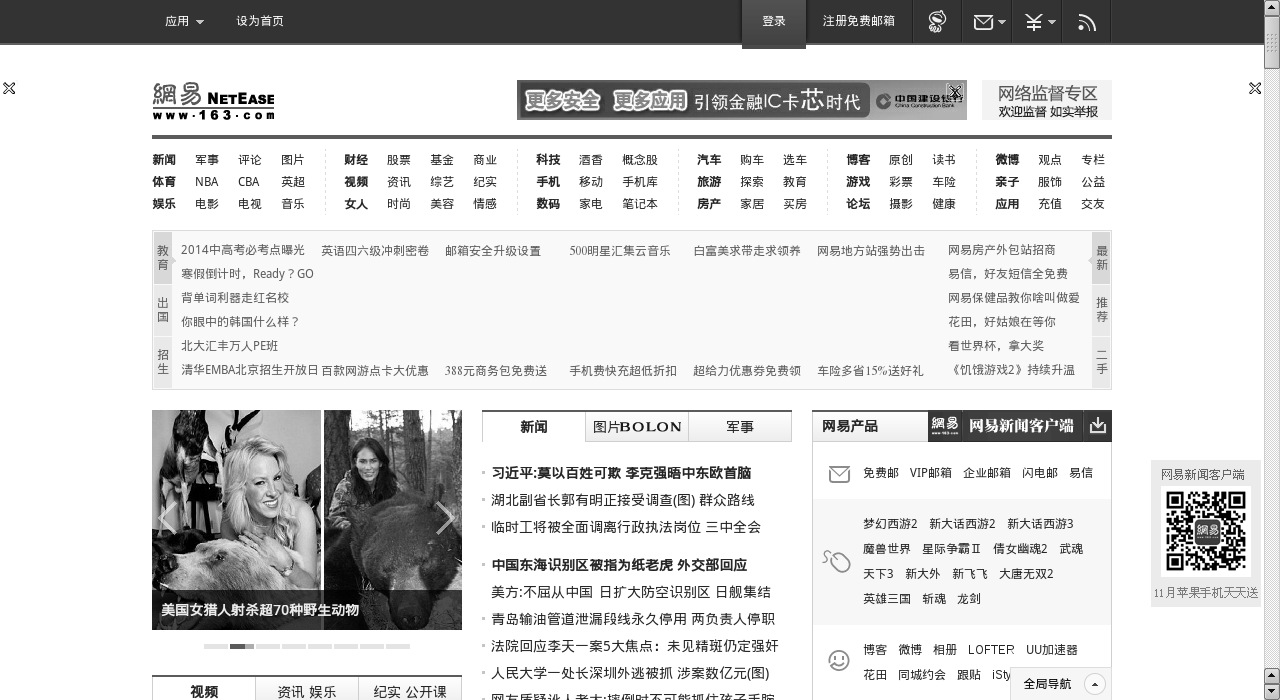 应用 设为首页 登录 注册免费邮箱
網易 NETEASE
www.163.com
更多安全 更多应用 引领金融IC卡芯时代 中国建设银行
China Construction Bank
网络监督专区
欢迎监督 如实举报
新闻 军事 评论 图片 财经 股票 基金 商业 科技 酒香 概念股 汽车 购车 选车 博客 原创 读书 微博 观点 专栏
体育 NBA CBA 英超 视频 资讯 综艺 纪实 手机 移动 手机库 旅游 探索 教育 游戏 彩票 车险 亲子 服饰 公益
娱乐 电影 电视 音乐 女人 时尚 美容 情感 数码 家电 笔记本 房产 家居 买房 论坛 摄影 健康 应用 充值 交友
教育 2014中高考必考点曝光 英语四六级冲刺密卷 邮箱安全升级设置 500明星汇集云音乐 白富美求带走求领养 网易地方站强势出击 网易房产外包站招商 最新
寒假倒计时，Ready？GO 易信，好友短信全免费
出国 背单词利器走红名校 网易保健品教你啥叫做爱 推荐
你眼中的韩国什么样？ 花田，好姑娘在等你
招生 北大汇丰万人PE班 看世界杯，拿大奖 二手
清华EMBA北京招生开放日 百款网游点卡大优惠 388元商务包免费送 手机费快充超低折扣 超给力优惠券免费领 车险多省15%送好礼 《饥饿游戏2》持续升温
美国女猎人射杀超70种野生动物
视频 资讯 娱乐 纪实 公开课
新闻 图片BOLON 军事
习近平:莫以百姓可欺 李克强晤中东欧首脑
湖北副省长郭有明正接受调查(图) 群众路线
临时工将被全面调离行政执法岗位 三中全会
中国东海识别区被指为纸老虎 外交部回应
美方:不屈从中国 日扩大防空识别区 日舰集结
青岛输油管道泄漏段线永久停用 两负责人停职
法院回应李天一案5大焦点：未见精斑仍定强奸
人民大学一处长深圳外逃被抓 涉案数亿元(图)
网友质疑讹人老太:摔倒时不可能抓住孩子手腕
网易产品 網易 网易新闻客户端
免费邮 VIP邮箱 企业邮箱 闪电邮 易信
梦幻西游2 新大话西游2 新大话西游3
魔兽世界 星际争霸Ⅱ 倩女幽魂2 武魂
天下3 新大外 新飞飞 大唐无双2
英雄三国 斩魂 龙剑
博客 微博 相册 LOFTER UU加速器
花田 同城约会 跟贴 iSty
全局导航
网易新闻客户端
網易
11月苹果手机天天送